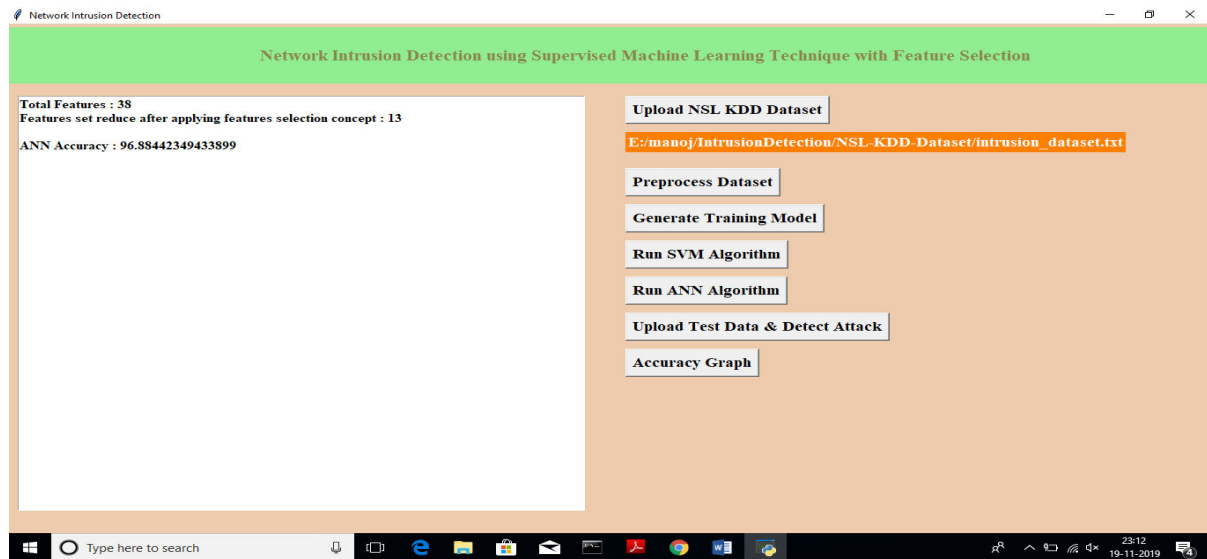 Network Intrusion Detection
Network Intrusion Detection using Supervised Machine Learning Technique with Feature Selection
Total Features : 38
Features set reduce after applying features selection concept : 13
ANN Accuracy : 96.88442349433899
Upload NSL KDD Dataset
E:/manoj/IntrusionDetection/NSL-KDD-Dataset/intrusion_dataset.txt
Preprocess Dataset
Generate Training Model
Run SVM Algorithm
Run ANN Algorithm
Upload Test Data & Detect Attack
Accuracy Graph
Type here to search
23:12
19-11-2019
4